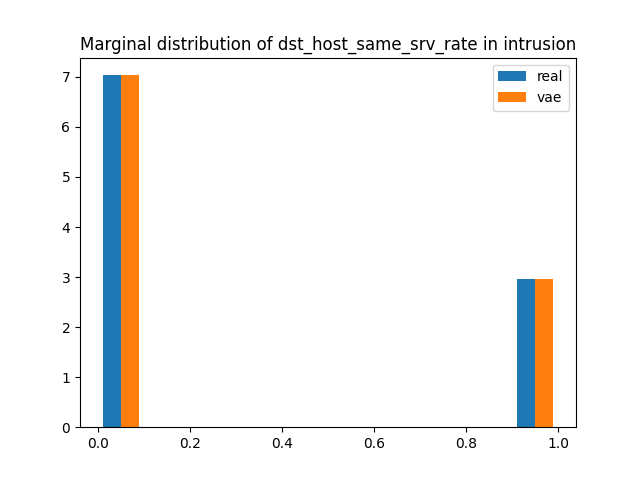 Marginal distribution of dst_host_same_srv_rate in intrusion
real
vae
7
6
5
4
3
2
1
0
0.0 0.2 0.4 0.6 0.8 1.0